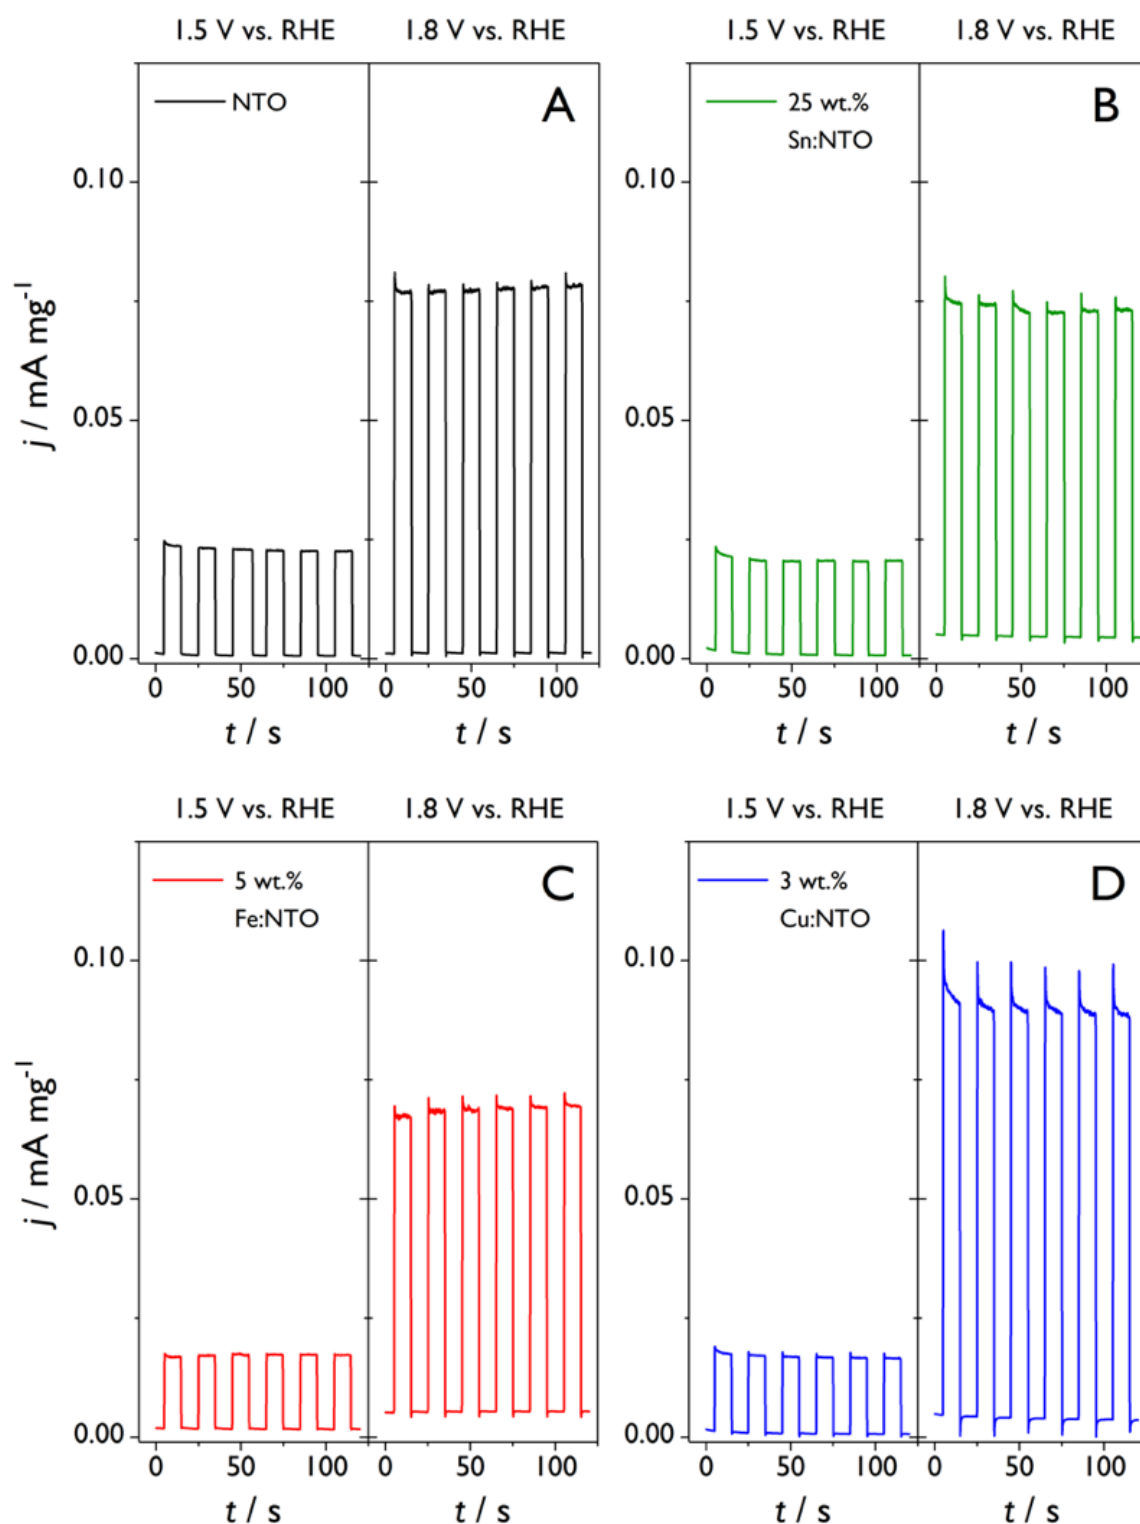 1.5 V vs. RHE 1.8 V vs. RHE 1.5 V vs. RHE 1.8 V vs. RHE
NTO A 25 wt.% B
Sn:NTO
0.10 0.10
j / mA mg⁻¹
0.05 0.05
0.00 0.00
0 50 100 0 50 100 0 50 100 0 50 100
t / s t / s t / s t / s
1.5 V vs. RHE 1.8 V vs. RHE 1.5 V vs. RHE 1.8 V vs. RHE
5 wt.% C 3 wt.% D
Fe:NTO Cu:NTO
0.10 0.10
j / mA mg⁻¹
0.05 0.05
0.00 0.00
0 50 100 0 50 100 0 50 100 0 50 100
t / s t / s t / s t / s